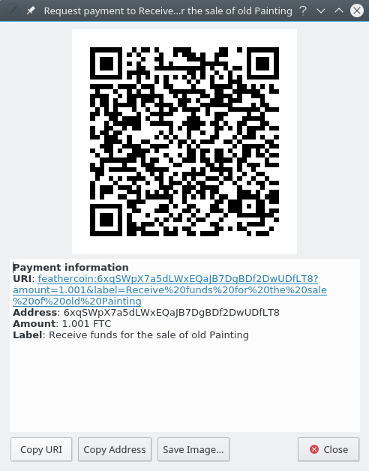 Request payment to Receive...r the sale of old Painting
Payment information
URI: feathercoin:6xqSWpX7a5dLWxEQaJB7DgBDf2DwUDfLT8?
amount=1.001&label=Receive%20funds%20for%20the%20sale
%20of%20old%20Painting
Address: 6xqSWpX7a5dLWxEQaJB7DgBDf2DwUDfLT8
Amount: 1.001 FTC
Label: Receive funds for the sale of old Painting
Copy URI
Copy Address
Save Image...
Close